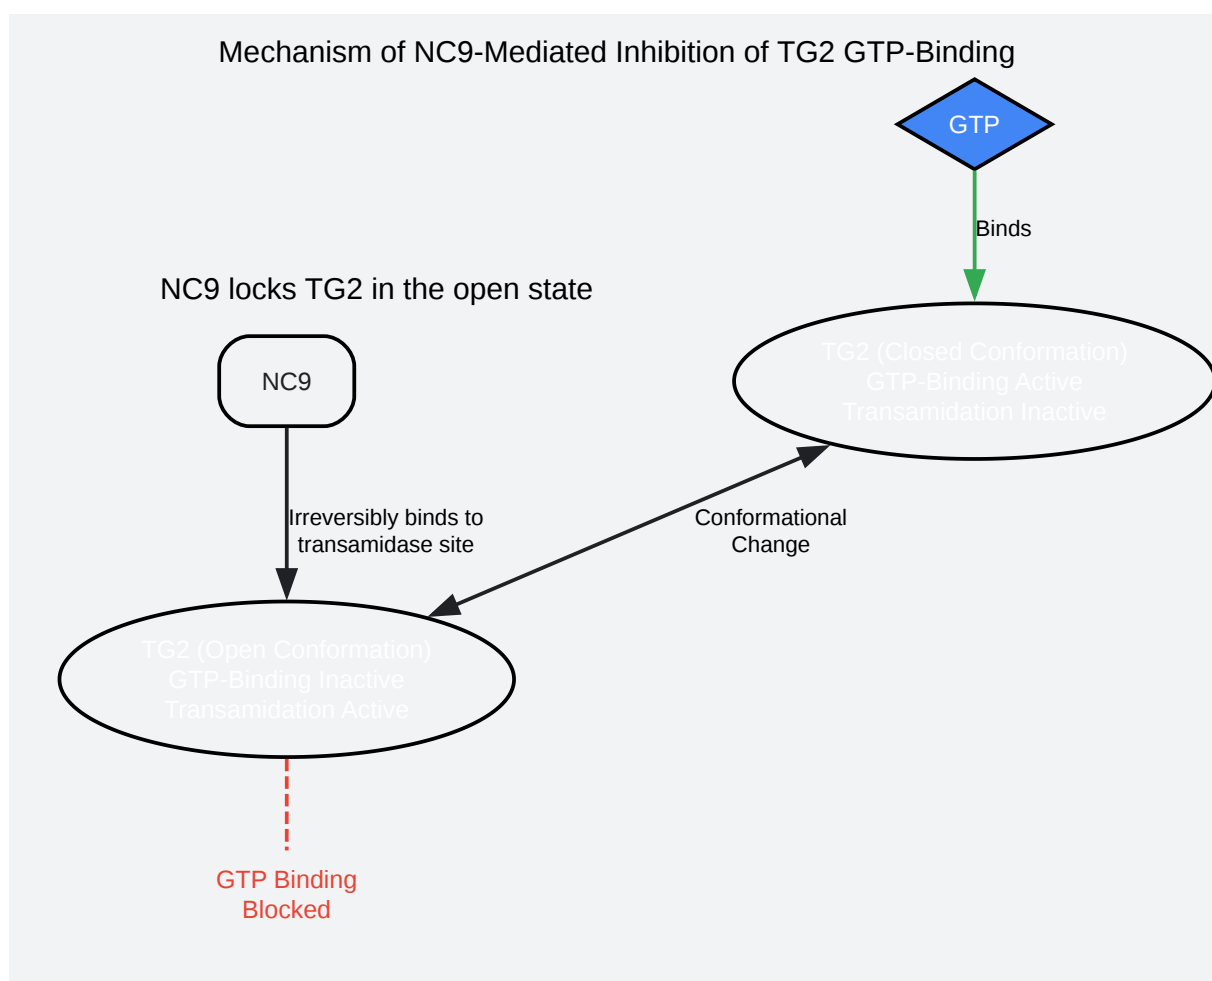 Mechanism of NC9-Mediated Inhibition of TG2 GTP-Binding
GTP
Binds
NC9 locks TG2 in the open state
NC9
TG2 (Closed Conformation)
GTP-Binding Active
Transamidation Inactive
Irreversibly binds to
transamidase site
Conformational
Change
TG2 (Open Conformation)
GTP-Binding Inactive
Transamidation Active
GTP Binding
Blocked